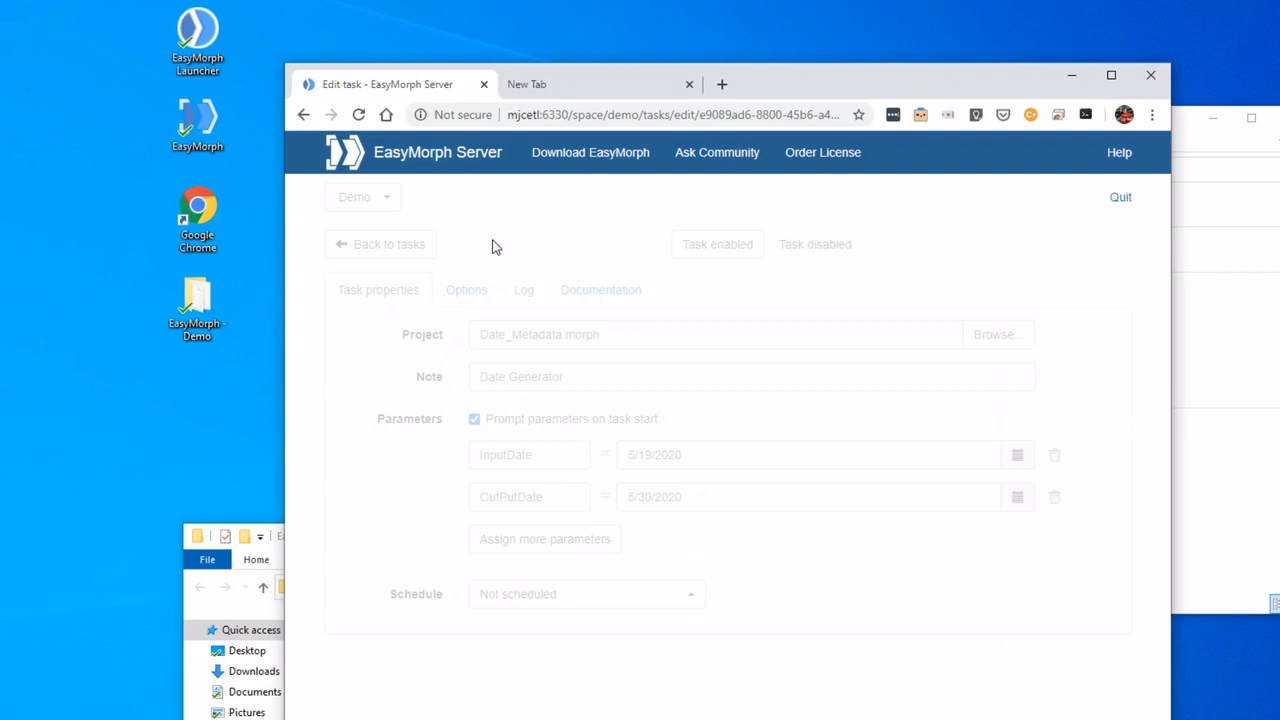 EasyMorph
Launcher
EasyMorph
Google
Chrome
EasyMorph -
Demo
Edit task - EasyMorph Server
New Tab
Not secure
mjcetl:6330/space/demo/tasks/edit/e9089ad6-8800-45b6-a4...
EasyMorph Server
Download EasyMorph
Ask Community
Order License
Help
Demo
Quit
Back to tasks
Task enabled
Task disabled
Task properties
Options
Log
Documentation
Project
Date_Metadata.morph
Browse...
Note
Date Generator
Parameters
Prompt parameters on task start
InputDate
=
5/19/2020
OutPutDate
=
5/30/2020
Assign more parameters
Schedule
Not scheduled
File
Home
Quick access
Desktop
Downloads
Documents
Pictures